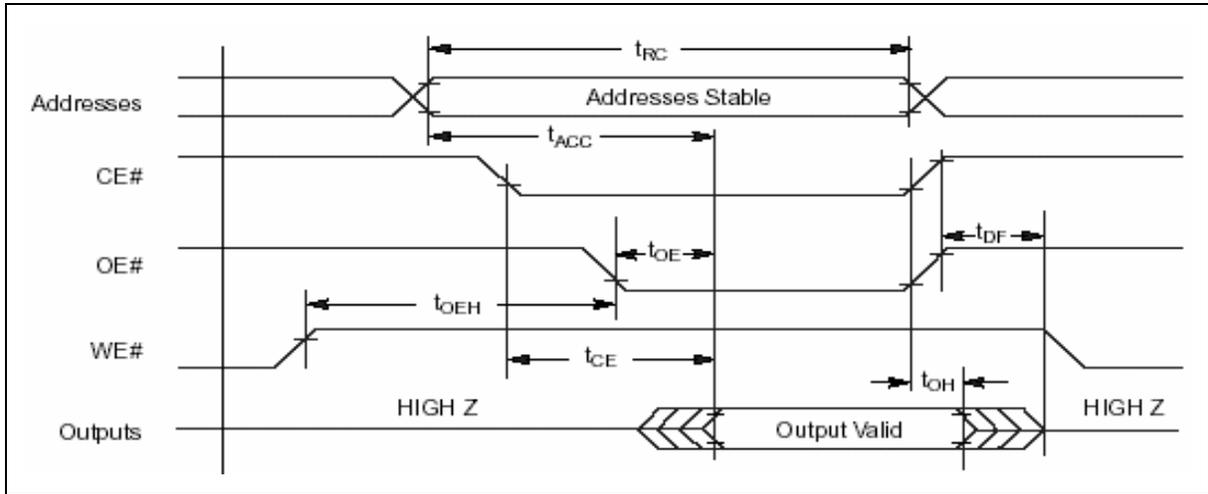 tRC
Addresses
Addresses Stable
tACC
CE#
OE#
tOE
tDF
tOEH
WE#
tCE
tOH
HIGH Z
HIGH Z
Outputs
Output Valid